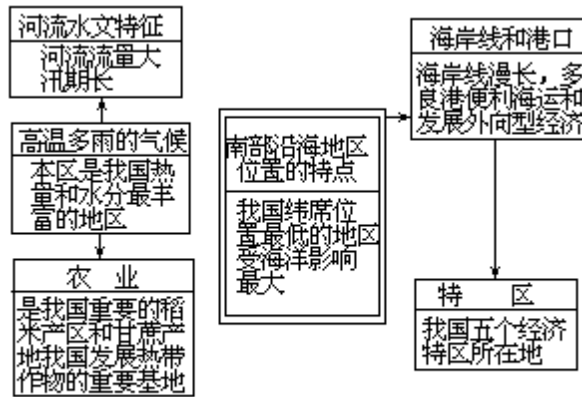 河流水文特征
河流流量大
汛期长
高温多雨的气候
本区是我国热
量和水分最丰
富的地区
农 业
是我国重要的稻
米产区和甘蔗产
地我国发展热带
作物的重要基地
南部沿海地区
位置的特点
我国纬席位
置最低的地区
受海洋影响
最大
海岸线和港口
海岸线漫长，多
良港便利海运和
发展外向型经济
特 区
我国五个经济
特区所在地